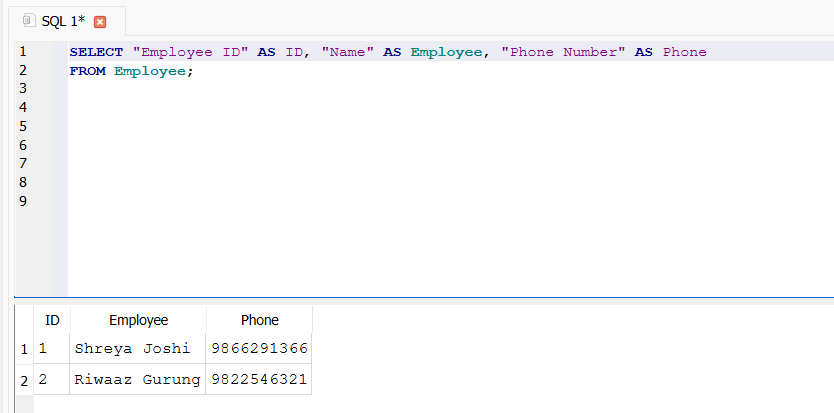 SQL 1*
1 SELECT "Employee ID" AS ID, "Name" AS Employee, "Phone Number" AS Phone
2 FROM Employee;
3
4
5
6
7
8
9
ID Employee Phone
1 1 Shreya Joshi 9866291366
2 2 Riwaaz Gurung 9822546321